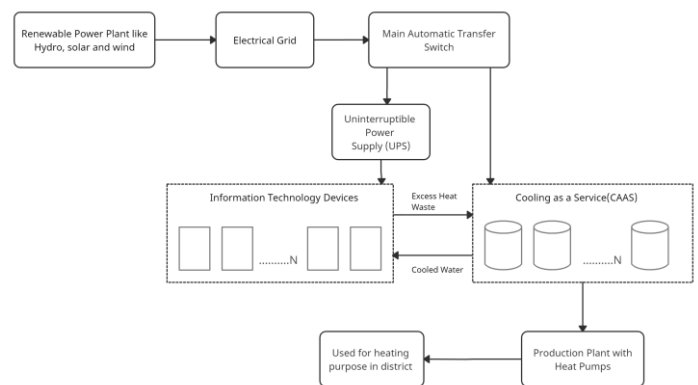 Renewable Power Plant like
Hydro, solar and wind
Electrical Grid
Main Automatic Transfer
Switch
Uninterruptible
Power
Supply (UPS)
Information Technology Devices
..........N
Excess Heat
Waste
Cooled Water
Cooling as a Service(CAAS)
..........N
Used for heating
purpose in district
Production Plant with
Heat Pumps